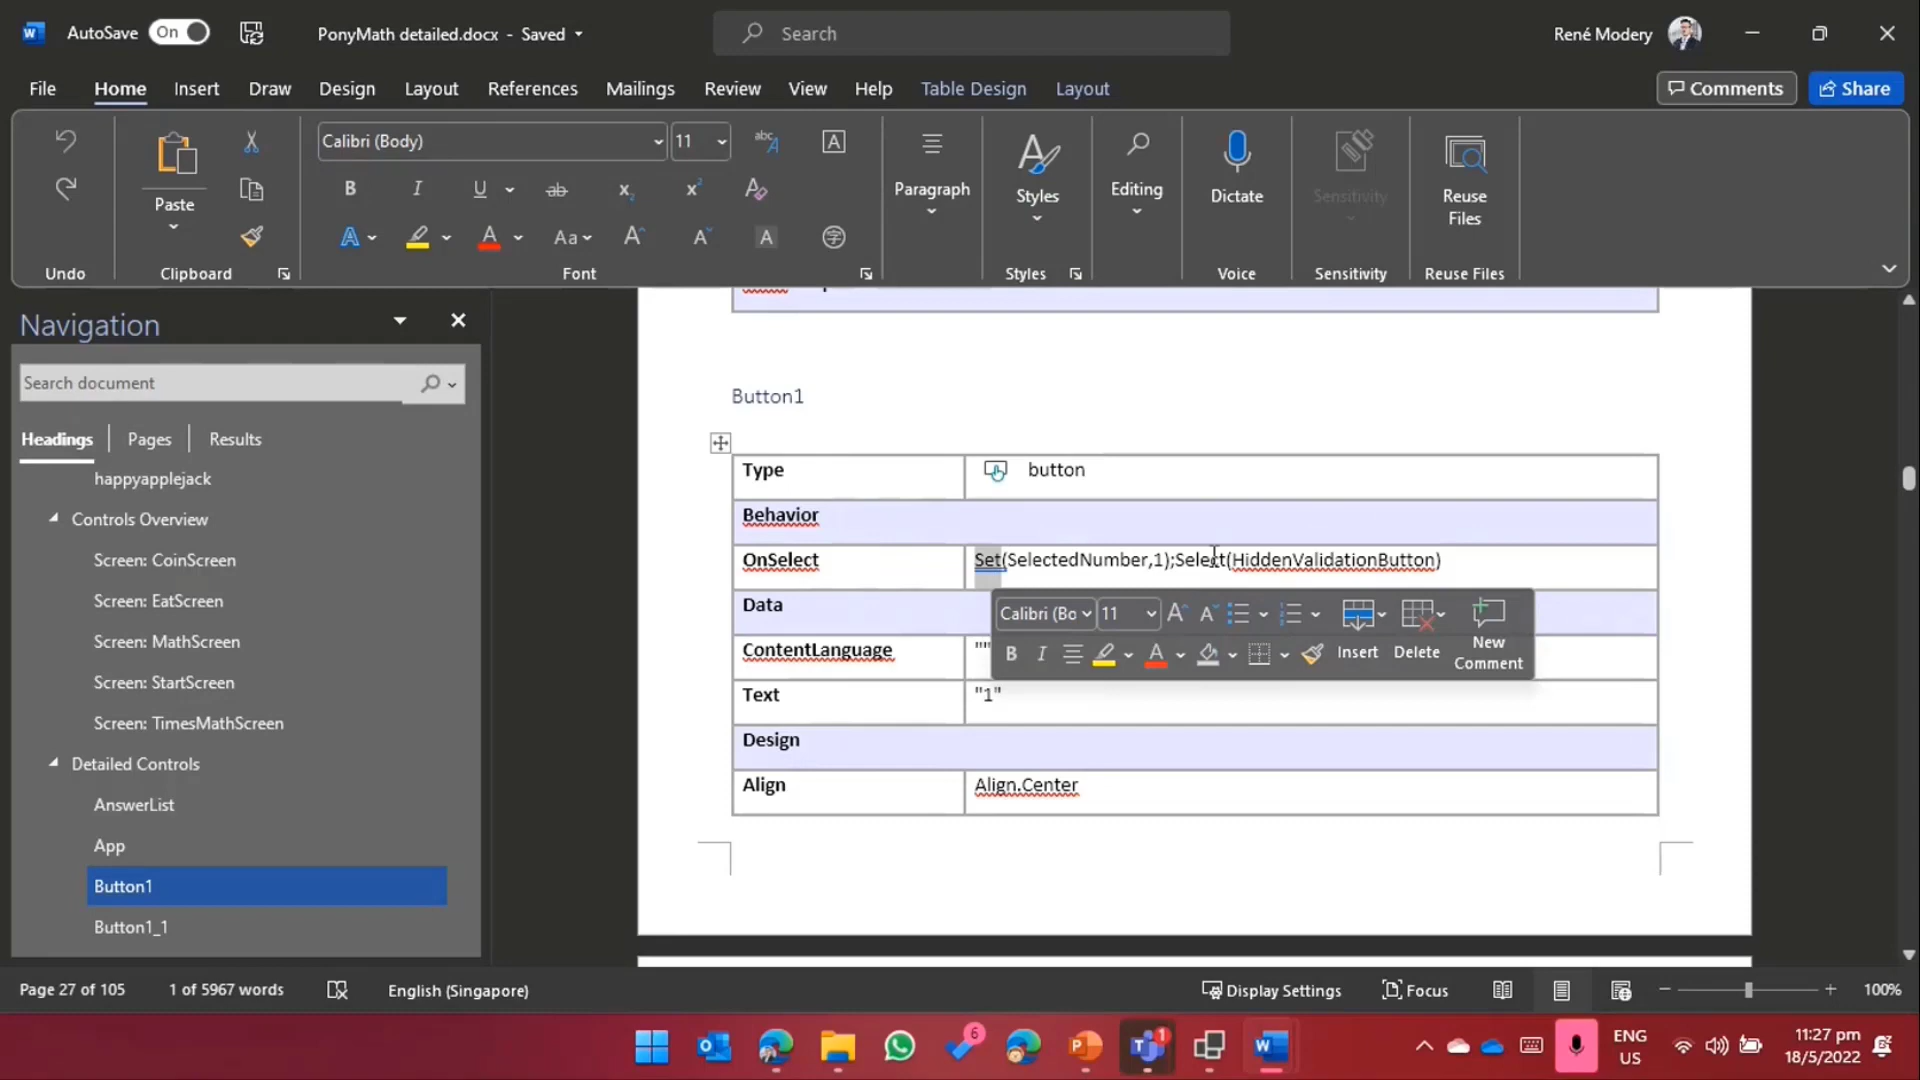 AutoSave On PonyMath detailed.docx - Saved Search René Modery
File Home Insert Draw Design Layout References Mailings Review View Help Table Design Layout Comments Share
Calibri (Body) 11
Paste Paragraph Styles Editing Dictate Sensitivity Reuse Files
Undo Clipboard Font Styles Voice Sensitivity Reuse Files
Navigation
Search document
Headings Pages Results
happyapplejack
Controls Overview
Screen: CoinScreen
Screen: EatScreen
Screen: MathScreen
Screen: StartScreen
Screen: TimesMathScreen
Detailed Controls
AnswerList
App
Button1
Button1_1
Button1
Type button
Behavior
OnSelect Set(SelectedNumber,1);Select(HiddenValidationButton)
Data
Calibri (Bo 11
Insert Delete New Comment
ContentLanguage ""
Text "1"
Design
Align Align.Center
Page 27 of 105 1 of 5967 words English (Singapore) Display Settings Focus 100%
6 1 ENG US 11:27 pm 18/5/2022